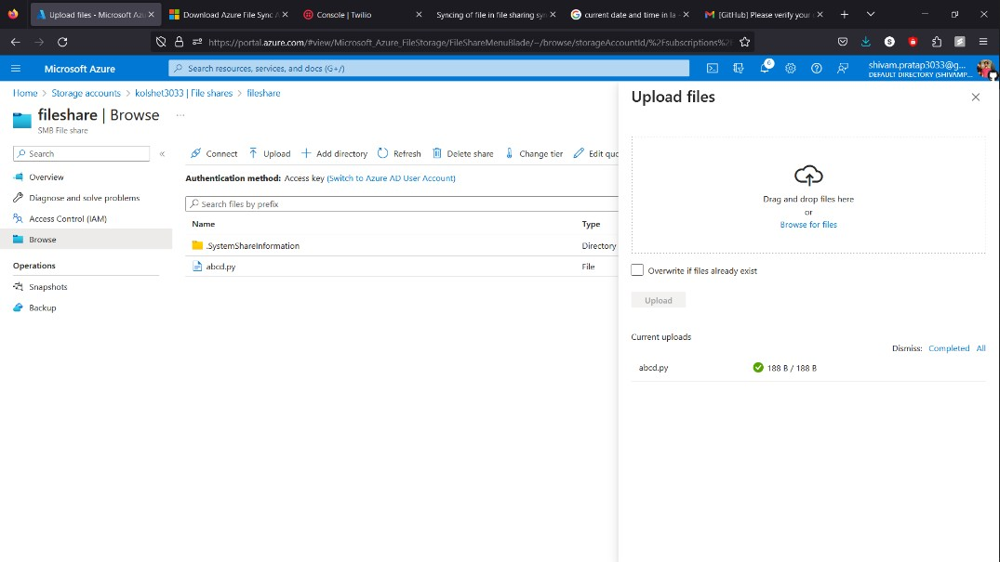 Upload files - Microsoft Az
Download Azure File Sync A
Console | Twilio
Syncing of file in file sharing syn
current date and time in la -
[GitHub] Please verify your
https://portal.azure.com/#view/Microsoft_Azure_FileStorage/FileShareMenuBlade/~/browse/storageAccountId/%2Fsubscriptions%2
Microsoft Azure
Search resources, services, and docs (G+/)
6
shivam.pratap3033@g...
DEFAULT DIRECTORY (SHIVAMP...
Home > Storage accounts > kolshet3033 | File shares > fileshare
fileshare | Browse ...
SMB File share
Search
«
Overview
Diagnose and solve problems
Access Control (IAM)
Browse
Operations
Snapshots
Backup
Connect Upload Add directory Refresh Delete share Change tier Edit quo
Authentication method: Access key (Switch to Azure AD User Account)
Search files by prefix
Name Type
.SystemShareInformation Directory
abcd.py File
Upload files
Drag and drop files here
or
Browse for files
Overwrite if files already exist
Upload
Current uploads
Dismiss: Completed All
abcd.py 188 B / 188 B